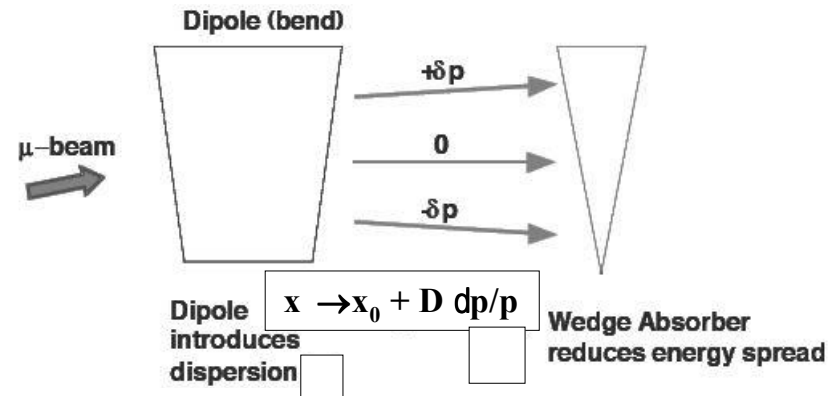 Dipole (bend)
+δp
μ-beam
0
-δp
x →x₀ + D dp/p
Dipole
introduces
dispersion
Wedge Absorber
reduces energy spread